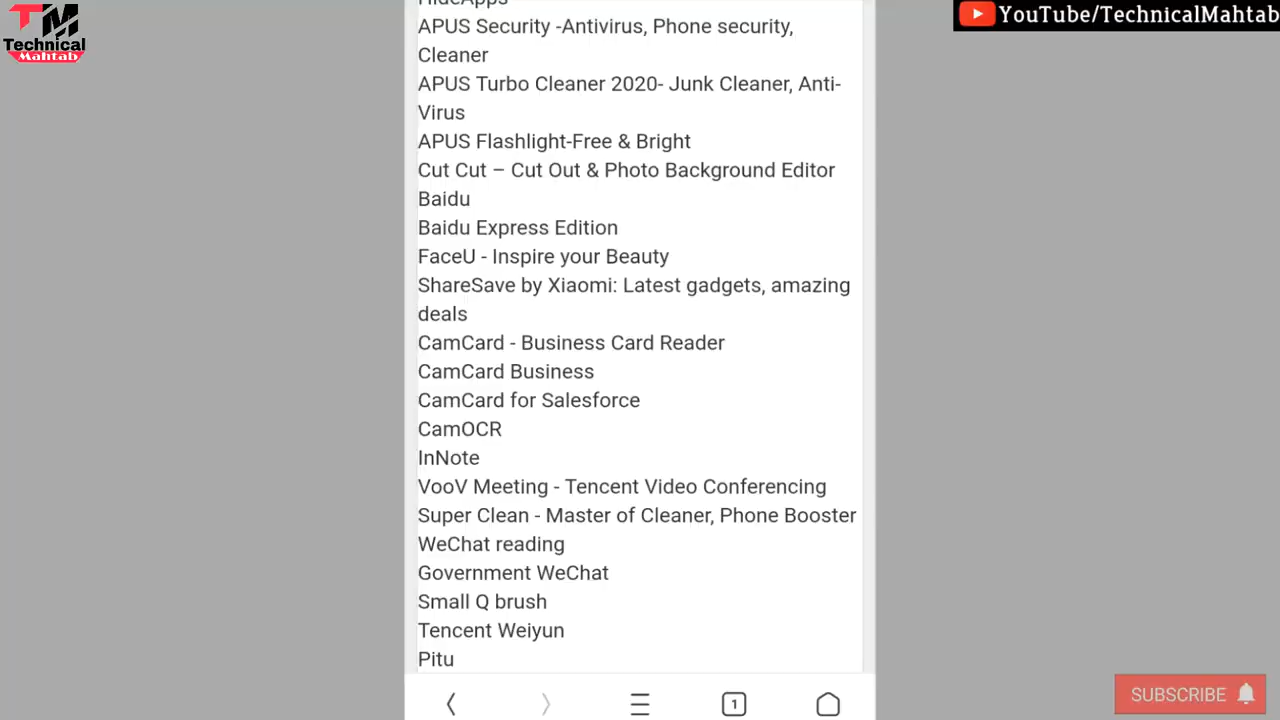 TM
Technical
Mahtab
YouTube/TechnicalMahtab
HideApps
APUS Security -Antivirus, Phone security,
Cleaner
APUS Turbo Cleaner 2020- Junk Cleaner, Anti-
Virus
APUS Flashlight-Free & Bright
Cut Cut – Cut Out & Photo Background Editor
Baidu
Baidu Express Edition
FaceU - Inspire your Beauty
ShareSave by Xiaomi: Latest gadgets, amazing
deals
CamCard - Business Card Reader
CamCard Business
CamCard for Salesforce
CamOCR
InNote
VooV Meeting - Tencent Video Conferencing
Super Clean - Master of Cleaner, Phone Booster
WeChat reading
Government WeChat
Small Q brush
Tencent Weiyun
Pitu
1
SUBSCRIBE